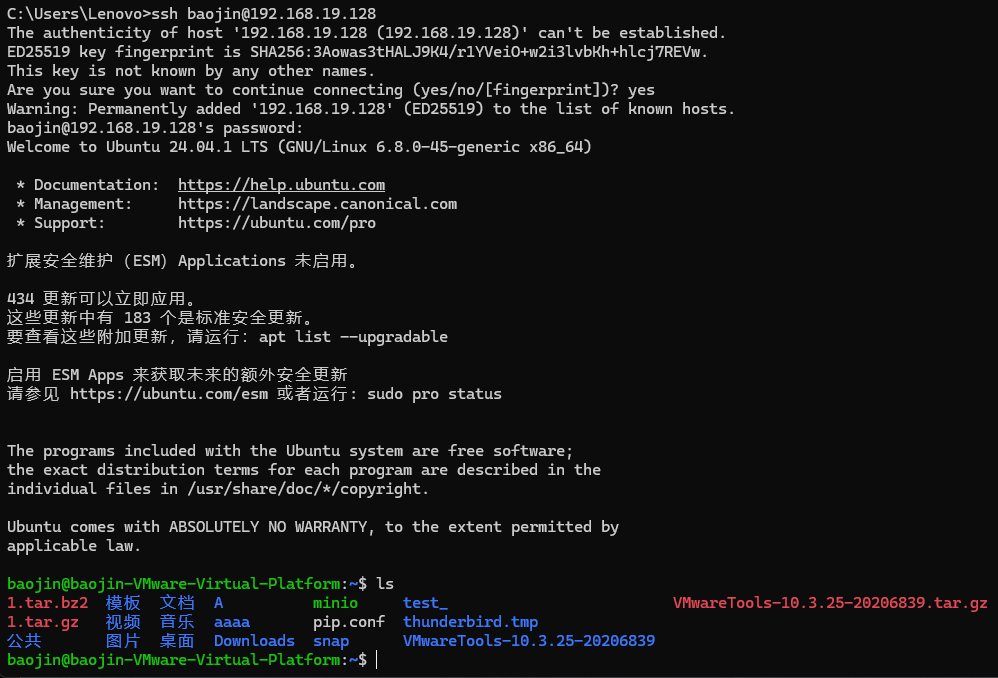 C:\Users\Lenovo>ssh baojin@192.168.19.128
The authenticity of host '192.168.19.128 (192.168.19.128)' can't be established.
ED25519 key fingerprint is SHA256:3Aowas3tHALJ9K4/r1YVeiO+w2i3lvbKh+hlcj7REVw.
This key is not known by any other names.
Are you sure you want to continue connecting (yes/no/[fingerprint])? yes
Warning: Permanently added '192.168.19.128' (ED25519) to the list of known hosts.
baojin@192.168.19.128's password:
Welcome to Ubuntu 24.04.1 LTS (GNU/Linux 6.8.0-45-generic x86_64)
* Documentation:  https://help.ubuntu.com
* Management:     https://landscape.canonical.com
* Support:        https://ubuntu.com/pro
扩展安全维护（ESM）Applications 未启用。
434 更新可以立即应用。
这些更新中有 183 个是标准安全更新。
要查看这些附加更新，请运行：apt list --upgradable
启用 ESM Apps 来获取未来的额外安全更新
请参见 https://ubuntu.com/esm 或者运行: sudo pro status
The programs included with the Ubuntu system are free software;
the exact distribution terms for each program are described in the
individual files in /usr/share/doc/*/copyright.
Ubuntu comes with ABSOLUTELY NO WARRANTY, to the extent permitted by
applicable law.
baojin@baojin-VMware-Virtual-Platform:~$ ls
1.tar.bz2  模板  文档  A          minio     test_                         VMwareTools-10.3.25-20206839.tar.gz
1.tar.gz   视频  音乐  aaaa       pip.conf  thunderbird.tmp
公共       图片  桌面  Downloads  snap      VMwareTools-10.3.25-20206839
baojin@baojin-VMware-Virtual-Platform:~$